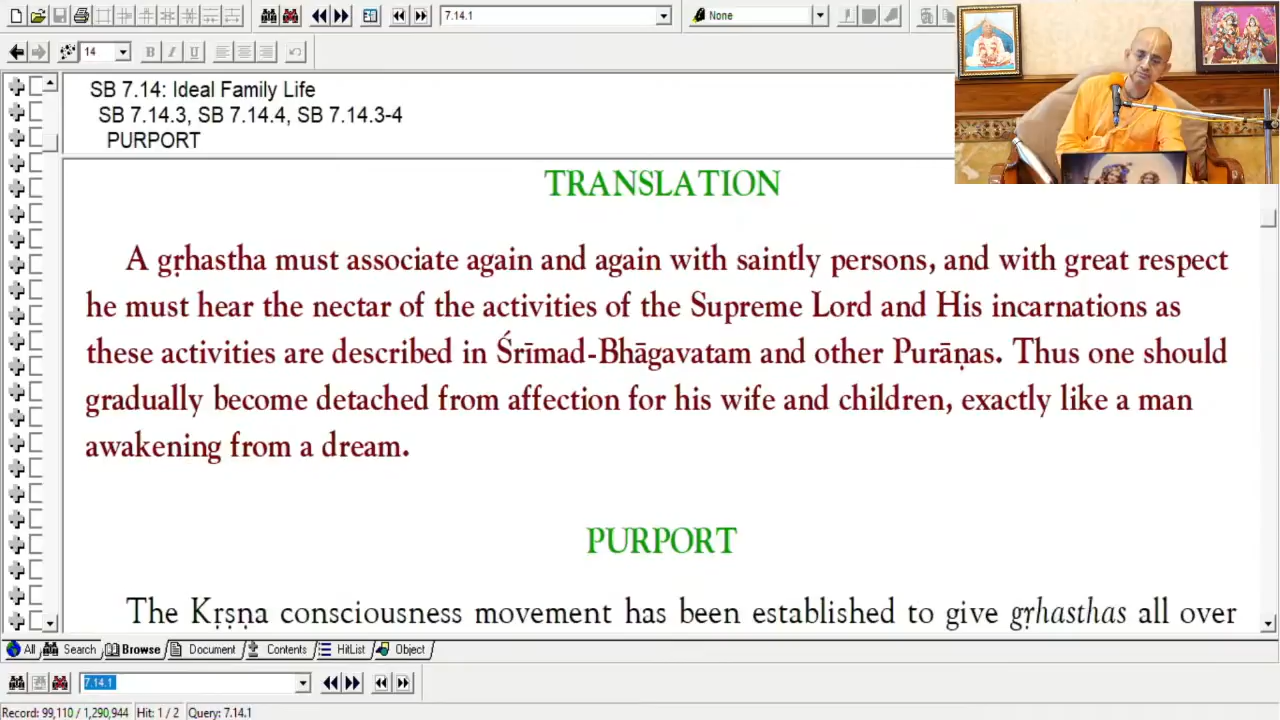 14
7.14.1
None
B I U
SB 7.14: Ideal Family Life
SB 7.14.3, SB 7.14.4, SB 7.14.3-4
PURPORT
TRANSLATION
A gṛhastha must associate again and again with saintly persons, and with great respect
he must hear the nectar of the activities of the Supreme Lord and His incarnations as
these activities are described in Śrīmad-Bhāgavatam and other Purāṇas. Thus one should
gradually become detached from affection for his wife and children, exactly like a man
awakening from a dream.
PURPORT
The Kṛṣṇa consciousness movement has been established to give gṛhasthas all over
All Search Browse Document Contents HitList Object
7.14.1
Record: 99,110 / 1,290,944 Hit: 1 / 2 Query: 7.14.1